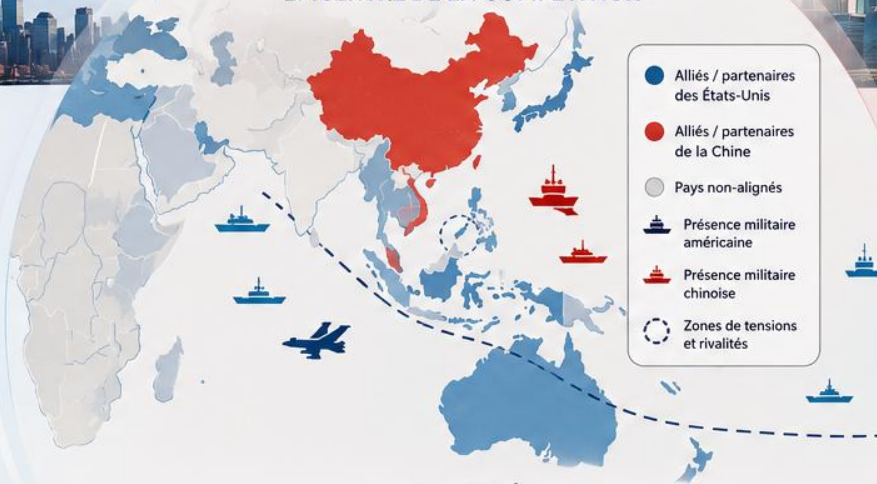 Alliés / partenaires
des États-Unis
Alliés / partenaires
de la Chine
Pays non-alignés
Présence militaire
américaine
Présence militaire
chinoise
Zones de tensions
et rivalités